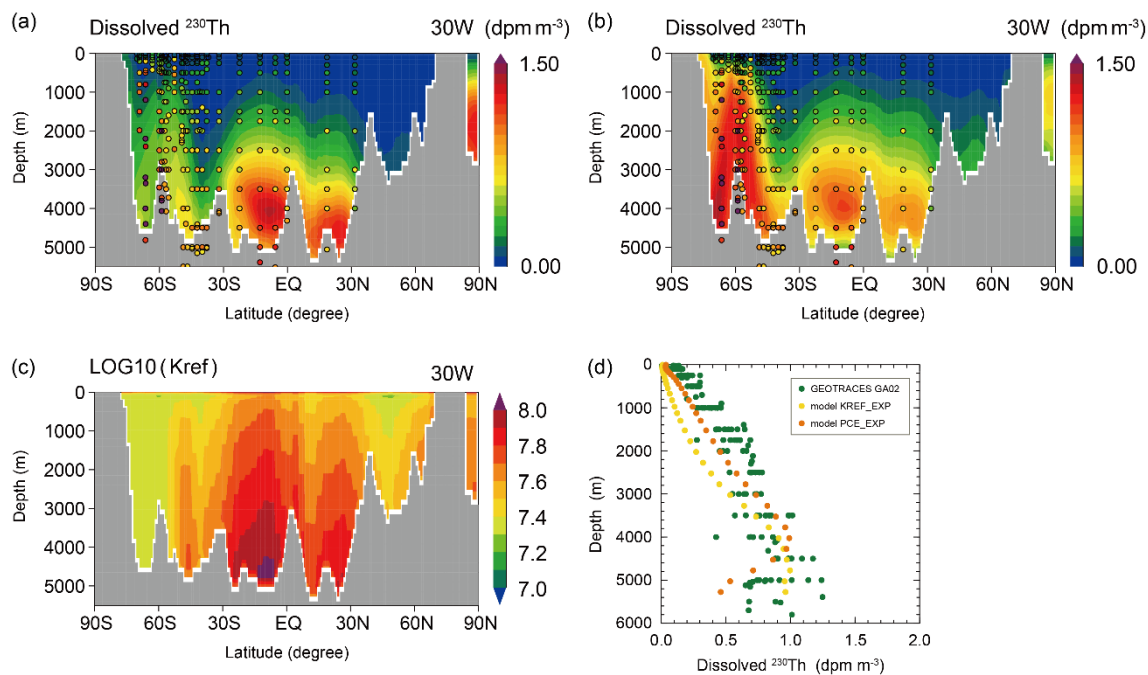 (a) Dissolved ²³⁰Th 30W (dpm m⁻³)
0
1000
2000
3000
4000
5000
Depth (m)
1.50
0.00
90S 60S 30S EQ 30N 60N 90N
Latitude (degree)
(b) Dissolved ²³⁰Th 30W (dpm m⁻³)
0
1000
2000
3000
4000
5000
Depth (m)
1.50
0.00
90S 60S 30S EQ 30N 60N 90N
Latitude (degree)
(c) LOG10 (Kref) 30W
0
1000
2000
3000
4000
5000
Depth (m)
8.0
7.8
7.6
7.4
7.2
7.0
90S 60S 30S EQ 30N 60N 90N
Latitude (degree)
(d)
0
1000
2000
3000
4000
5000
6000
Depth (m)
GEOTRACES GA02
model KREF_EXP
model PCE_EXP
0.0 0.5 1.0 1.5 2.0
Dissolved ²³⁰Th (dpm m⁻³)